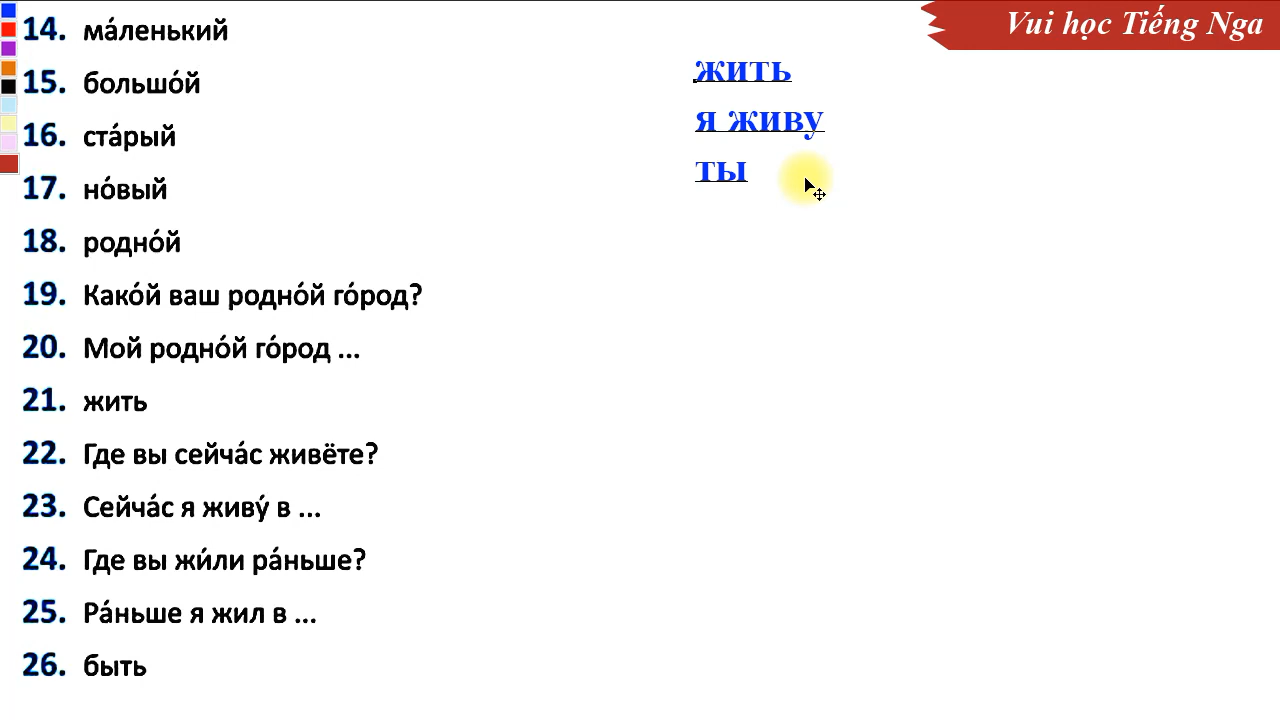 14. ма́ленький
15. большо́й
16. ста́рый
17. но́вый
18. родно́й
19. Како́й ваш родно́й го́род?
20. Мой родно́й го́род ...
21. жить
22. Где вы сейча́с живёте?
23. Сейча́с я живу́ в ...
24. Где вы жи́ли ра́ньше?
25. Ра́ньше я жил в ...
26. быть
Vui học Tiếng Nga
жить
я живу
ты